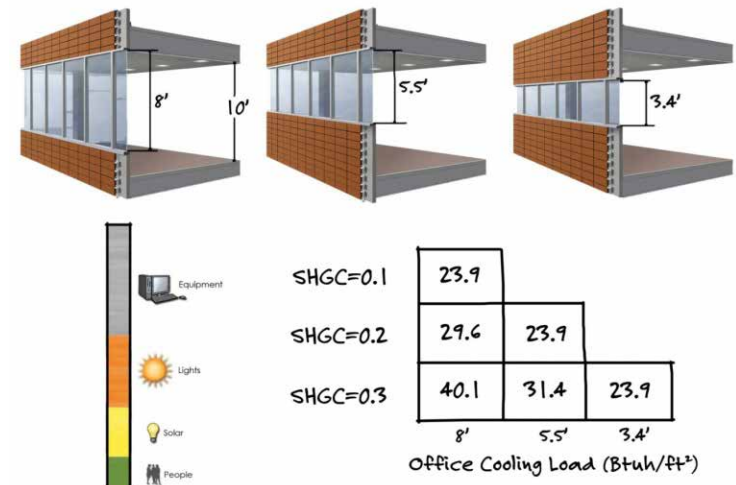 8'
10'
5.5'
3.4'
Equipment
Lights
Solar
People
SHGC=0.1 23.9
SHGC=0.2 29.6 23.9
SHGC=0.3 40.1 31.4 23.9
8' 5.5' 3.4'
Office Cooling Load (Btuh/ft²)